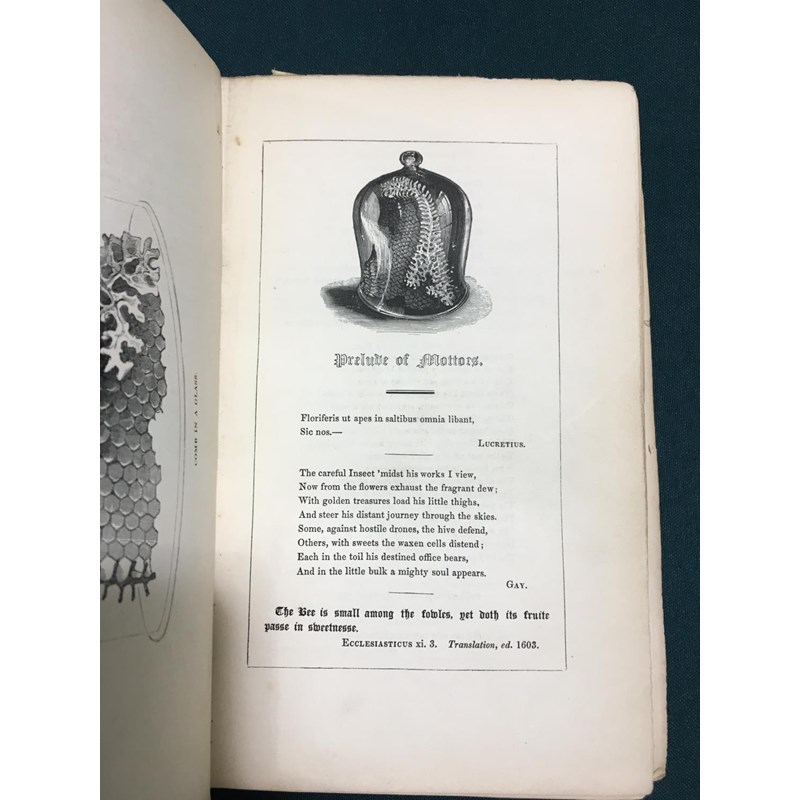 COMB IN A GLASS.
Prelude of Mottoes.
Floriferis ut apes in saltibus omnia libant,
Sic nos.—
LUCRETIUS.
The careful Insect 'midst his works I view,
Now from the flowers exhaust the fragrant dew;
With golden treasures load his little thighs,
And steer his distant journey through the skies.
Some, against hostile drones, the hive defend,
Others, with sweets the waxen cells distend;
Each in the toil his destined office bears,
And in the little bulk a mighty soul appears.
GAY.
The Bee is small among the fowles, yet doth its fruite
passe in sweetnesse.
ECCLESIASTICUS xi. 3. Translation, ed. 1603.